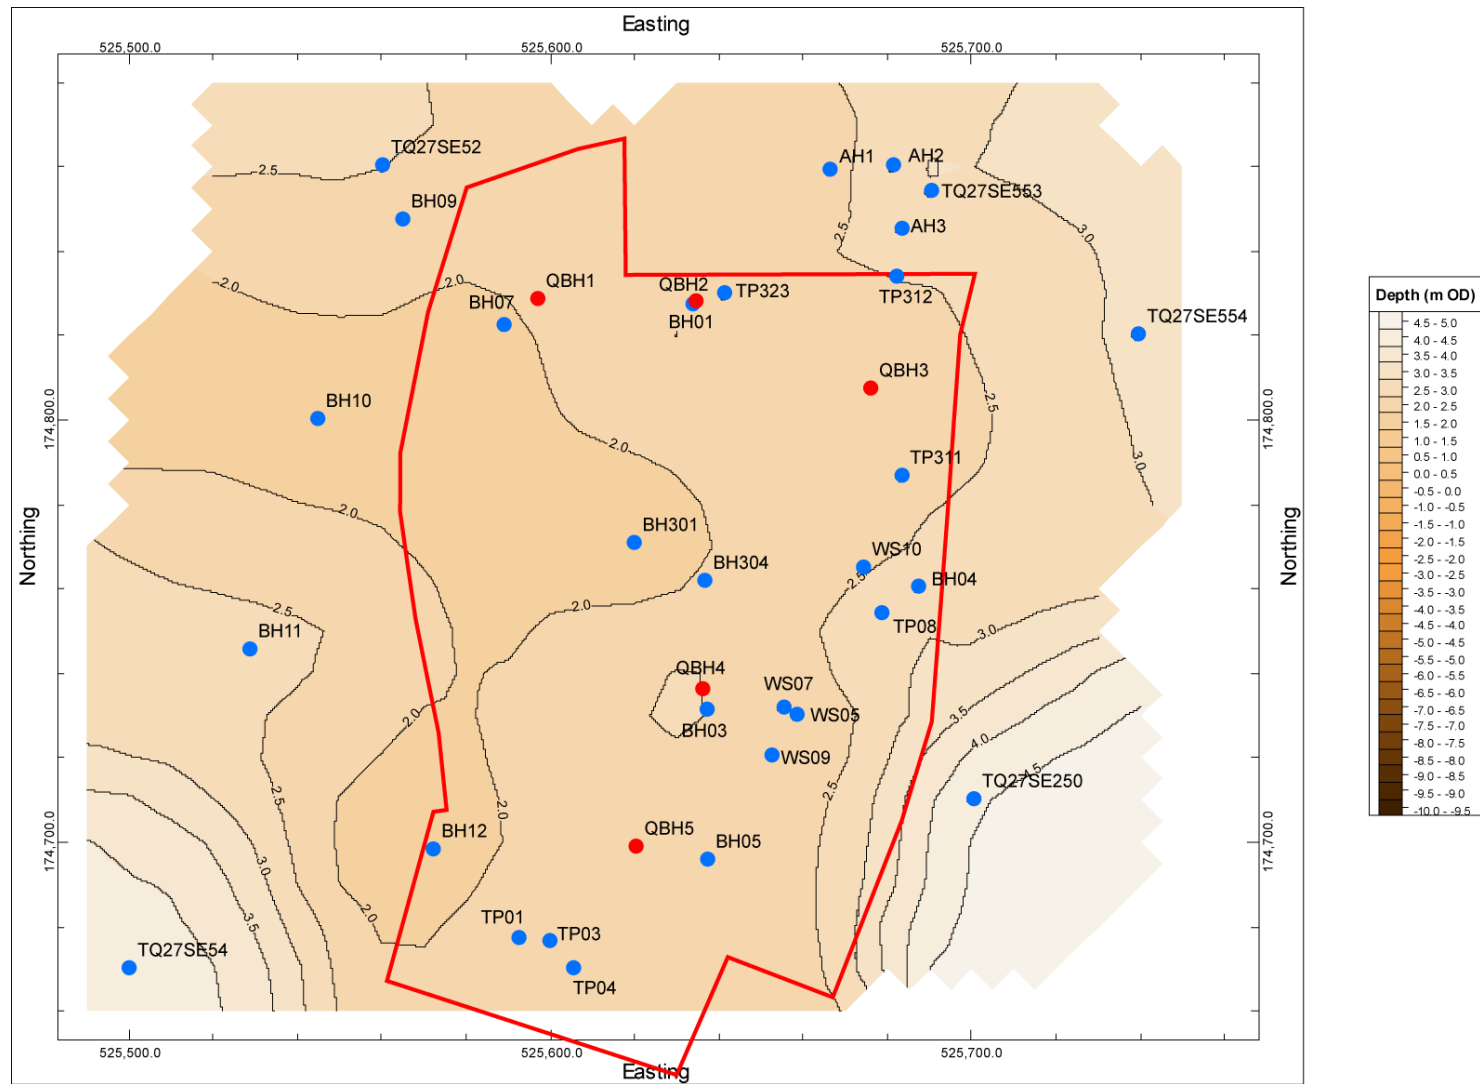 Easting
525,500.0 525,600.0 525,700.0
TQ27SE52
AH1
AH2
2.5
TQ27SE553
BH09
AH3
2.5
3.0
2.0
2.0
QBH1
QBH2
TP323
TP312
BH07
BH01
TQ27SE554
QBH3
2.5
3.0
174,800.0
BH10
174,800.0
2.0
TP311
2.0
Northing
BH301
WS10
Northing
BH304
BH04
2.5
2.5
2.0
TP08
BH11
3.0
QBH4
WS07
2.0
BH03
WS05
3.5
4.0
WS09
4.5
TQ27SE250
2.5
2.5
2.0
174,700.0
BH12
QBH5
BH05
174,700.0
3.0
3.5
2.0
TP01
TP03
TQ27SE54
TP04
525,500.0 525,600.0 525,700.0
Easting
Depth (m OD)
4.5 - 5.0
4.0 - 4.5
3.5 - 4.0
3.0 - 3.5
2.5 - 3.0
2.0 - 2.5
1.5 - 2.0
1.0 - 1.5
0.5 - 1.0
0.0 - 0.5
-0.5 - 0.0
-1.0 - -0.5
-1.5 - -1.0
-2.0 - -1.5
-2.5 - -2.0
-3.0 - -2.5
-3.5 - -3.0
-4.0 - -3.5
-4.5 - -4.0
-5.0 - -4.5
-5.5 - -5.0
-6.0 - -5.5
-6.5 - -6.0
-7.0 - -6.5
-7.5 - -7.0
-8.0 - -7.5
-8.5 - -8.0
-9.0 - -8.5
-9.5 - -9.0
-10.0 - -9.5